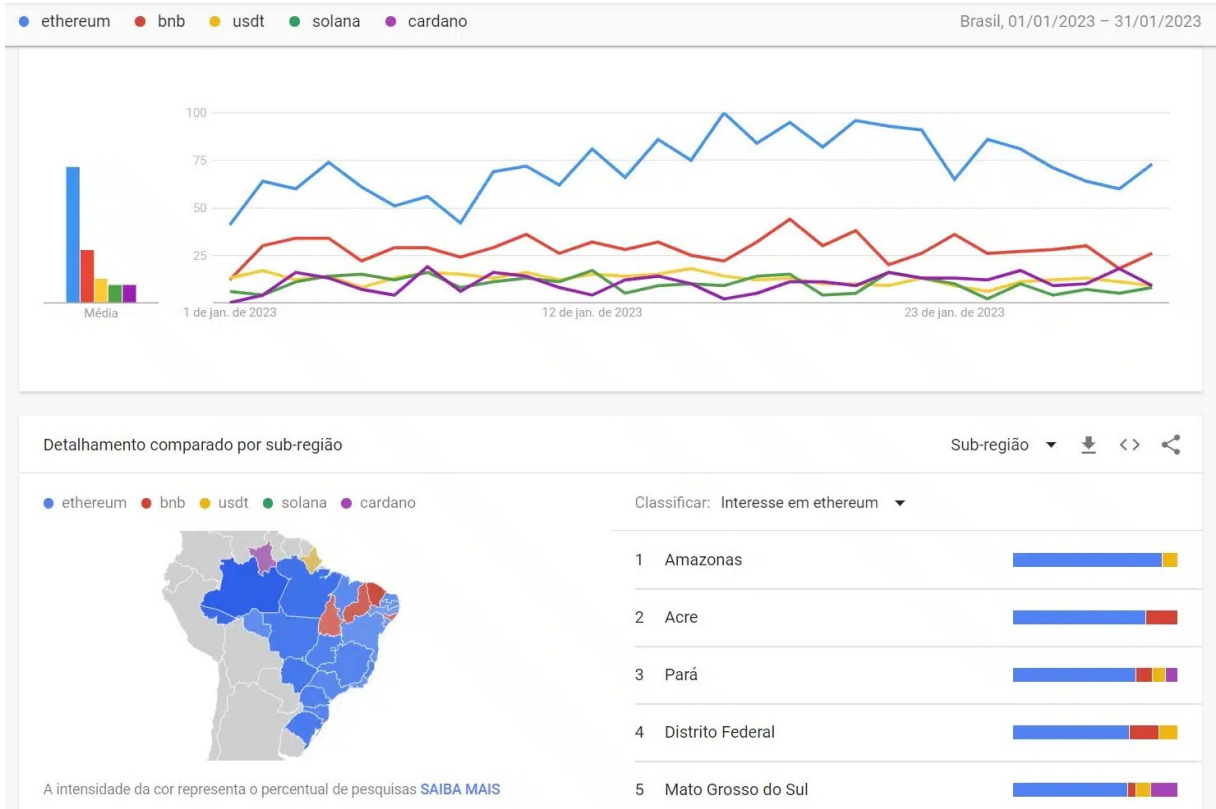 ethereum bnb usdt solana cardano Brasil, 01/01/2023 – 31/01/2023
100
75
50
25
Média 1 de jan. de 2023 12 de jan. de 2023 23 de jan. de 2023
Detalhamento comparado por sub-região Sub-região
ethereum bnb usdt solana cardano Classificar: Interesse em ethereum
1 Amazonas
2 Acre
3 Pará
4 Distrito Federal
A intensidade da cor representa o percentual de pesquisas SAIBA MAIS 5 Mato Grosso do Sul